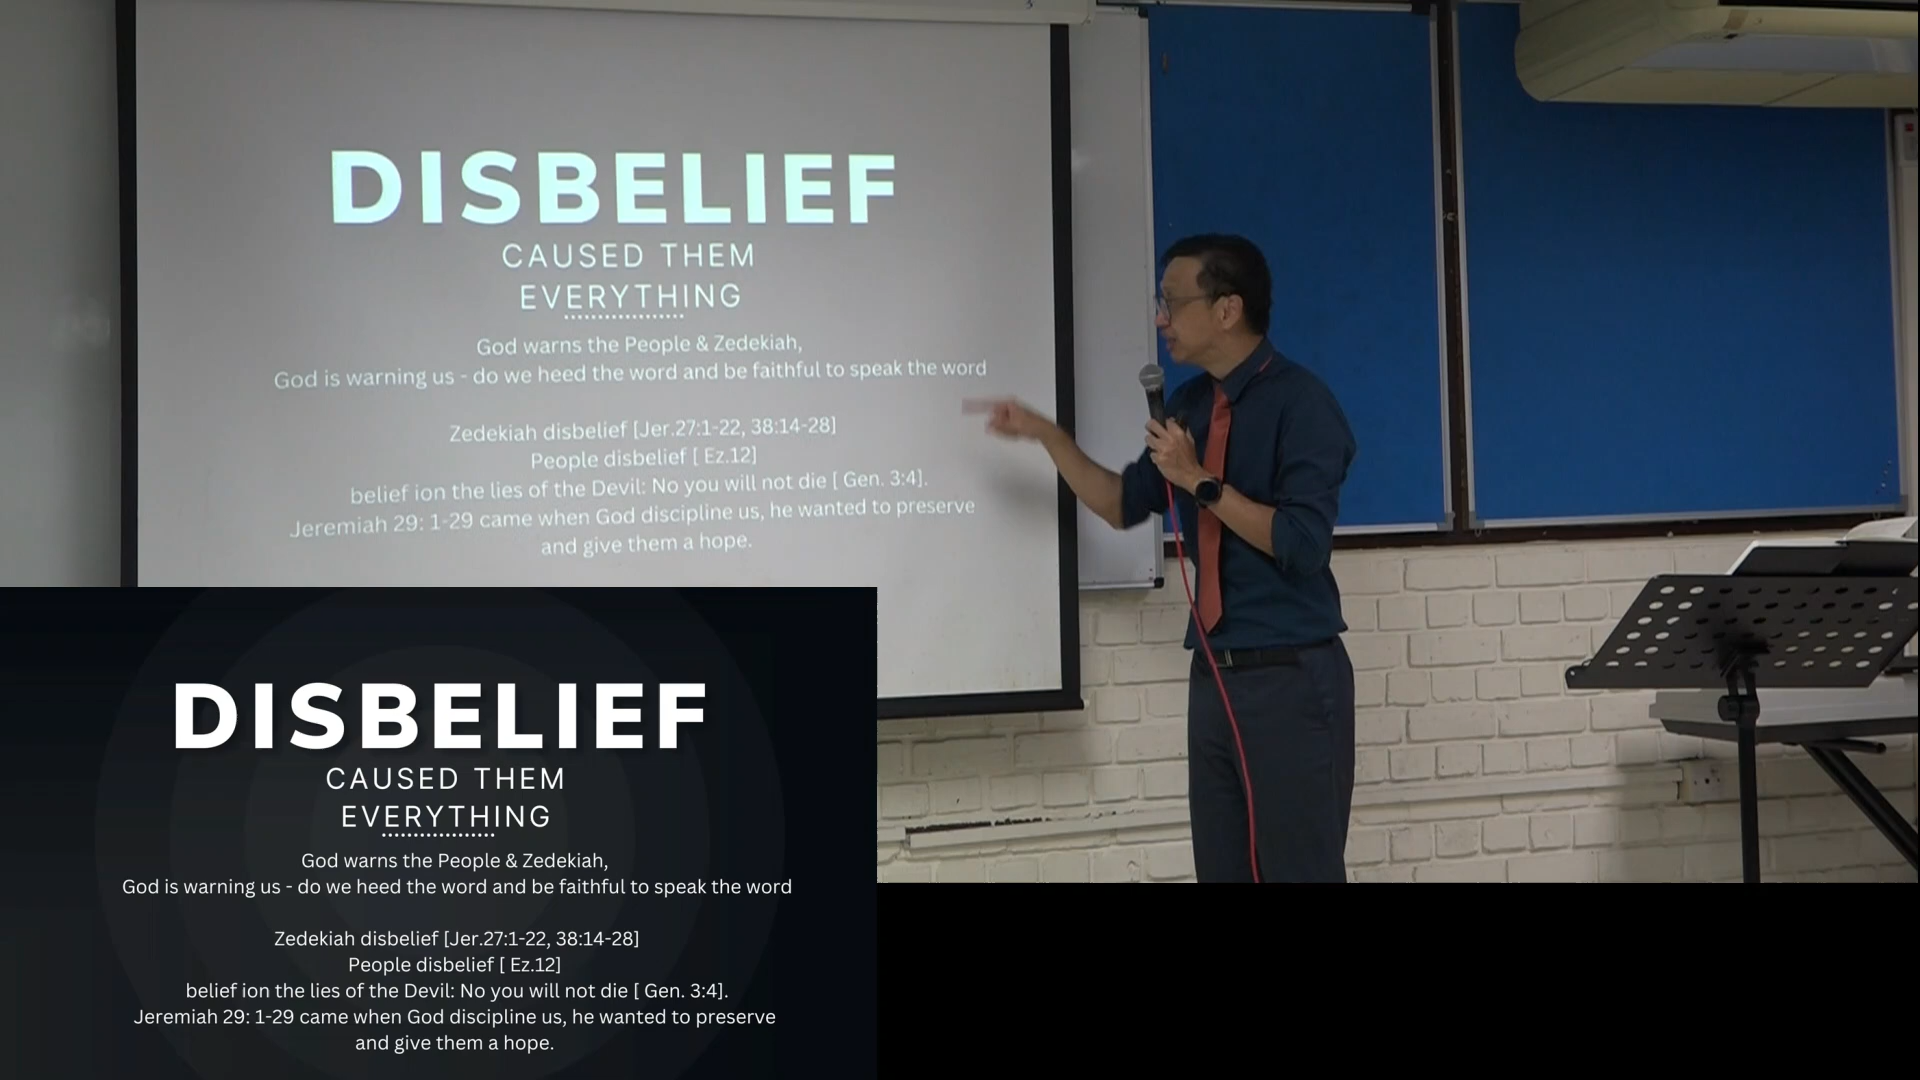 DISBELIEF
CAUSED THEM
EVERYTHING
God warns the People & Zedekiah,
God is warning us - do we heed the word and be faithful to speak the word
Zedekiah disbelief [Jer.27:1-22, 38:14-28]
People disbelief [ Ez.12]
belief ion the lies of the Devil: No you will not die [ Gen. 3:4].
Jeremiah 29: 1-29 came when God discipline us, he wanted to preserve
and give them a hope.
DISBELIEF
CAUSED THEM
EVERYTHING
God warns the People & Zedekiah,
God is warning us - do we heed the word and be faithful to speak the word
Zedekiah disbelief [Jer.27:1-22, 38:14-28]
People disbelief [ Ez.12]
belief ion the lies of the Devil: No you will not die [ Gen. 3:4].
Jeremiah 29: 1-29 came when God discipline us, he wanted to preserve
and give them a hope.